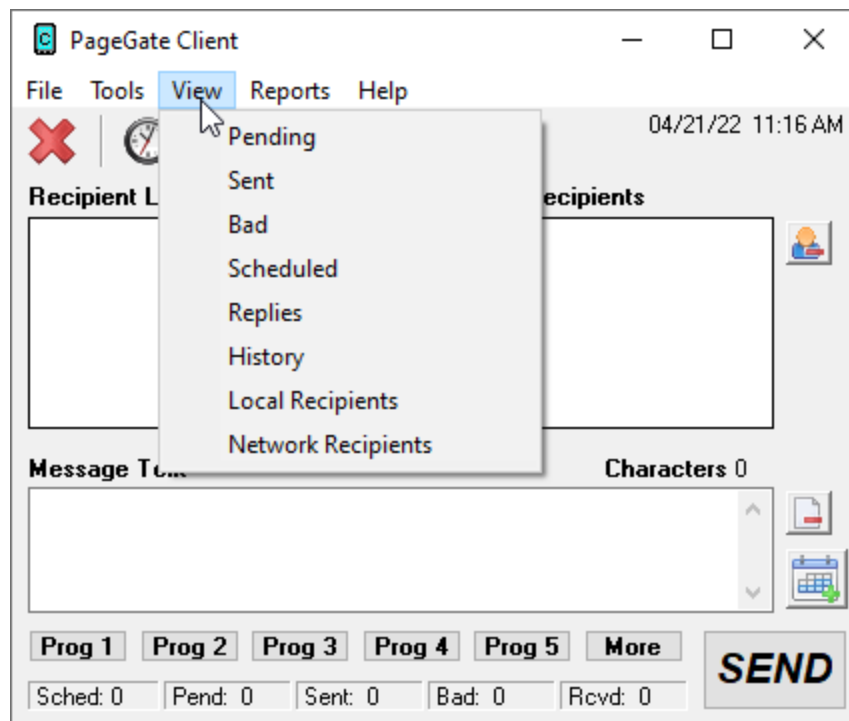 PageGate Client
File Tools View Reports Help
04/21/22 11:16 AM
Pending
Sent
Bad
Scheduled
Replies
History
Local Recipients
Network Recipients
Recipient L
ecipients
Message T
Characters 0
Prog 1 Prog 2 Prog 3 Prog 4 Prog 5 More
SEND
Sched: 0 Pend: 0 Sent: 0 Bad: 0 Rcvd: 0